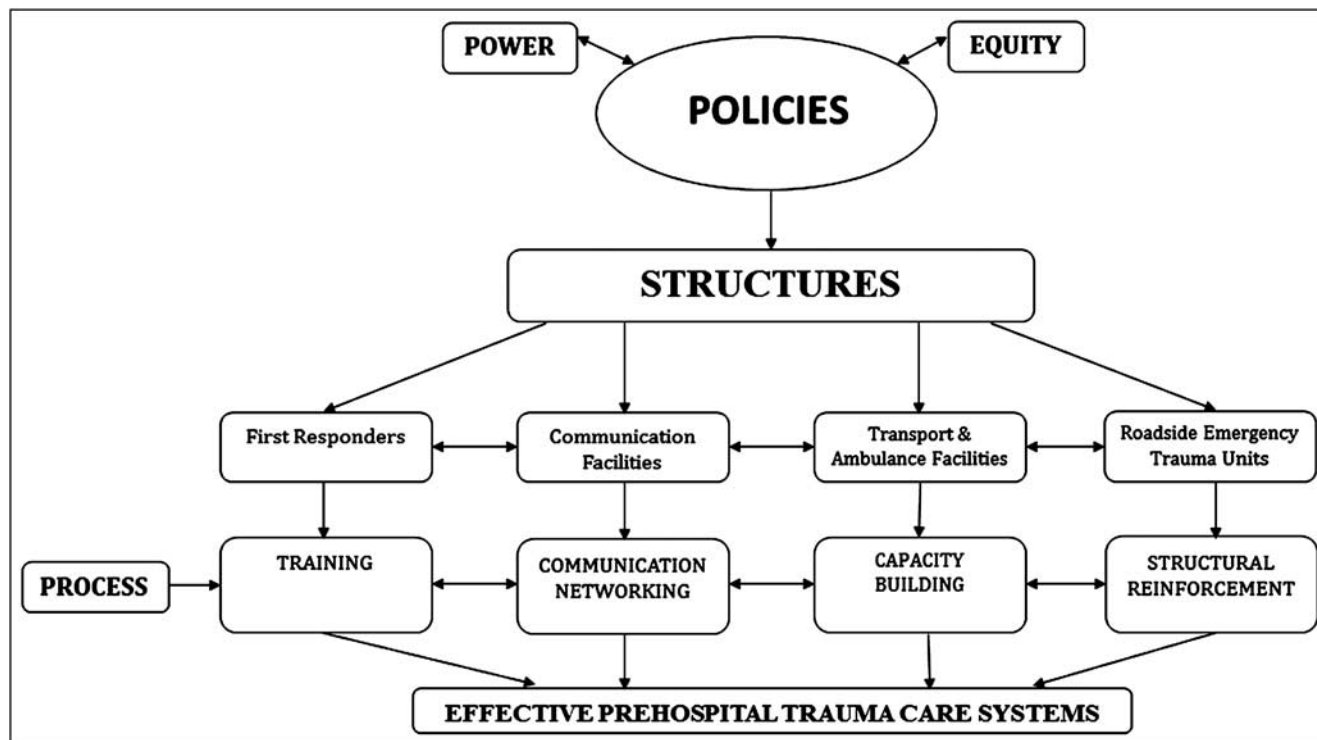 POWER
EQUITY
POLICIES
STRUCTURES
First Responders
Communication
Facilities
Transport &
Ambulance Facilities
Roadside Emergency
Trauma Units
PROCESS
TRAINING
COMMUNICATION
NETWORKING
CAPACITY
BUILDING
STRUCTURAL
REINFORCEMENT
EFFECTIVE PREHOSPITAL TRAUMA CARE SYSTEMS